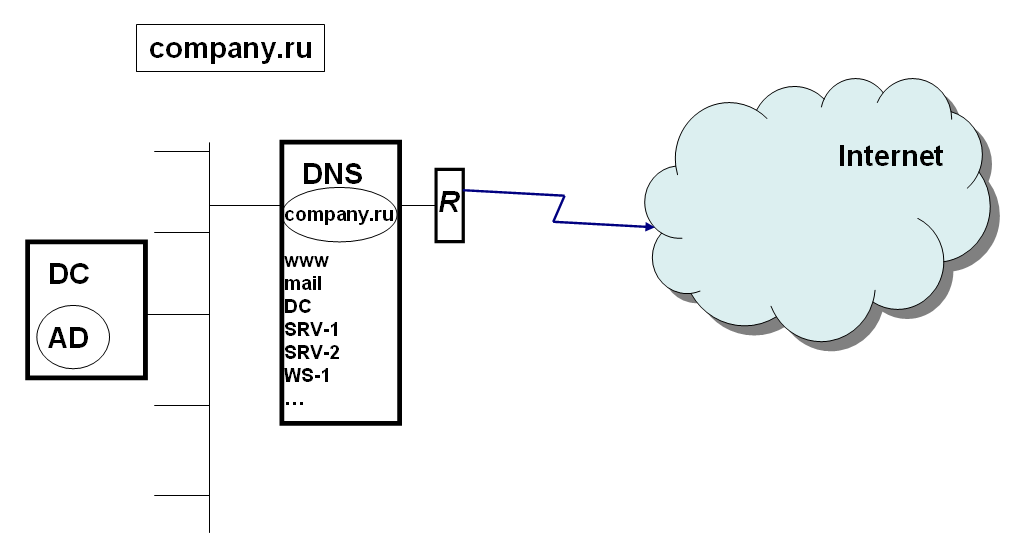 company.ru
DNS
company.ru
www
mail
DC
SRV-1
SRV-2
WS-1
...
R
Internet
DC
AD